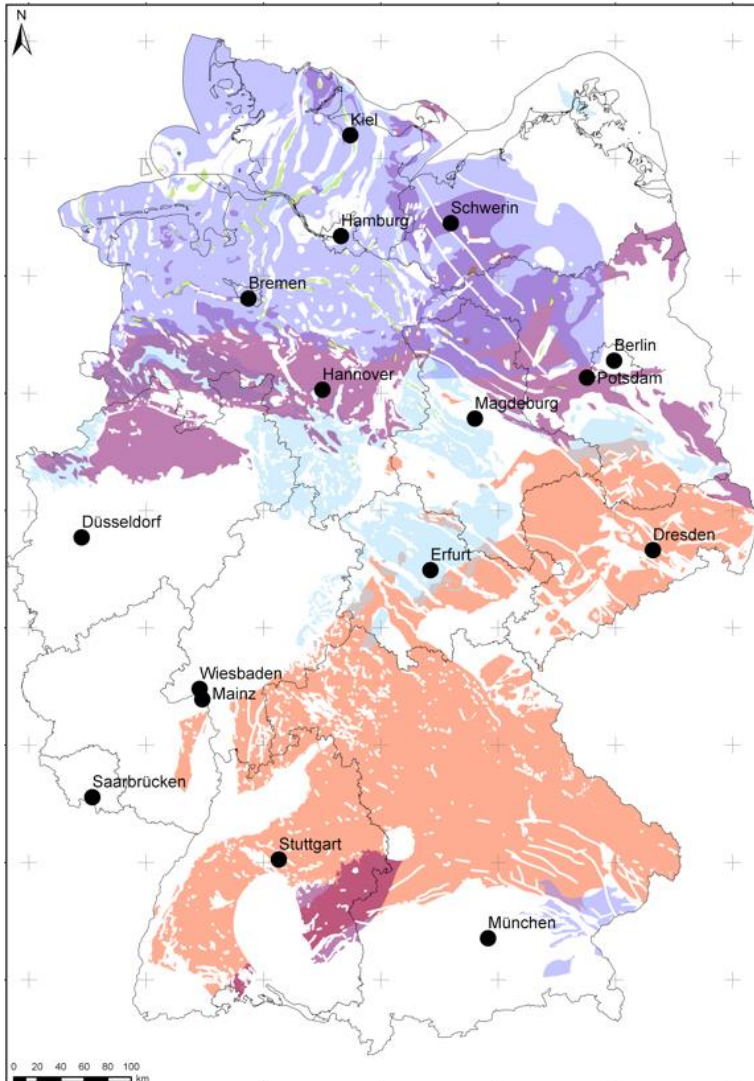 N
Kiel
Schwerin
Hamburg
Bremen
Berlin
Hannover
Potsdam
Magdeburg
Düsseldorf
Dresden
Erfurt
Wiesbaden
Mainz
Saarbrücken
Stuttgart
München
0 20 40 60 80 100
km